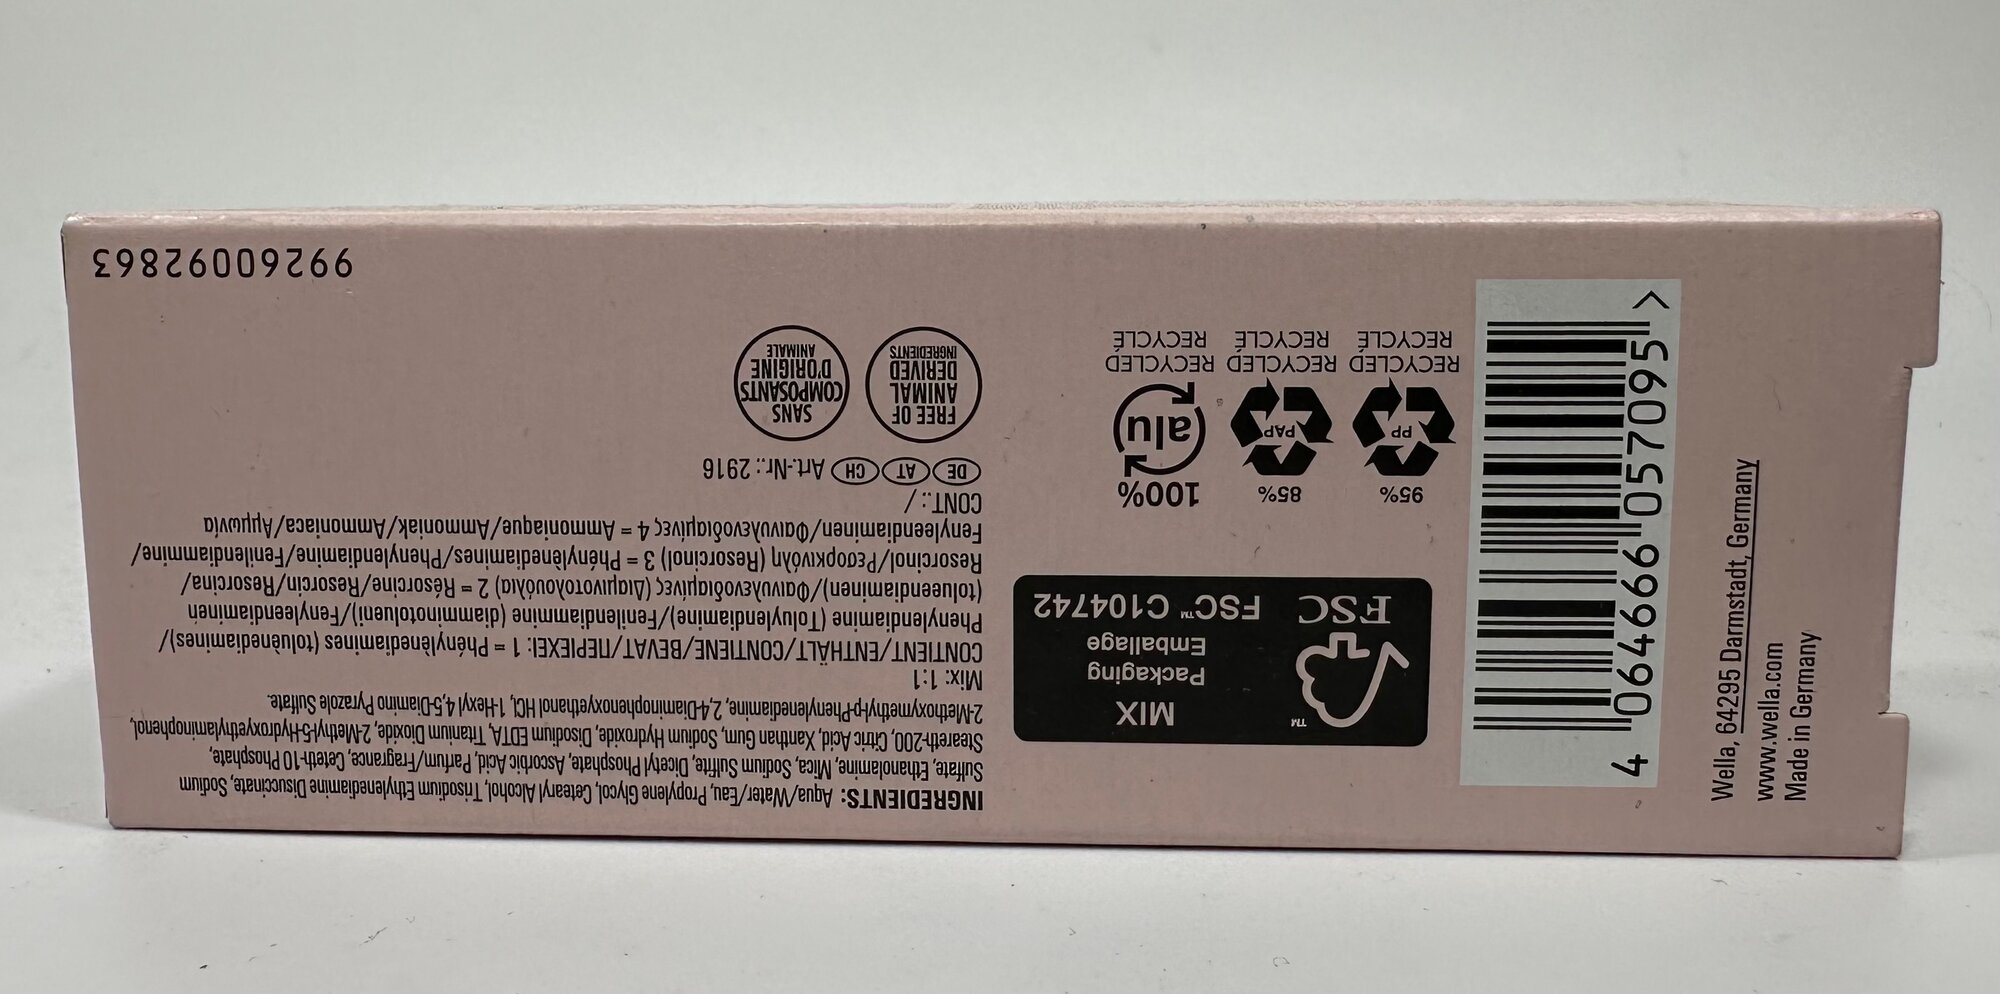 INGREDIENTS: Aqua/Water/Eau, Propylene Glycol, Cetearyl Alcohol, Trisodium Ethylenediamine Disuccinate, Sodium
Sulfate, Ethanolamine, Mica, Sodium Sulfite, Dicetyl Phosphate, Ascorbic Acid, Parfum/Fragrance, Ceteth-10 Phosphate,
Steareth-200, Citric Acid, Xanthan Gum, Sodium Hydroxide, Disodium EDTA, Titanium Dioxide, 2-Methyl-5-Hydroxyethylaminophenol,
2-Methoxymethyl-p-Phenylenediamine, 2,4-Diaminophenoxyethanol HCl, 1-Hexyl 4,5-Diamino Pyrazole Sulfate.
Mix: 1:1
CONTIENT/ENTHÄLT/CONTIENE/BEVAT/ΠΕΡΙΕΧΕΙ: 1 = Phénylènediamines (toluènediamines)/
Phenylendiamine (Toluylendiamine)/Fenilendiammine (diamminotolueni)/Fenyleendiaminen
(tolueendiaminen)/Φαινυλενοδιαμίνες (Διαμινοτολουόλια) 2 = Résorcine/Resorcin/Resorcina/
Resorcinol/Ρεσορκινόλη (Resorcinol) 3 = Phénylènediamines/Phenylendiamine/Fenilendiammine/
Fenyleendiaminen/Φαινυλενοδιαμίνες 4 = Ammoniaque/Ammoniak/Ammoniaca/Αμμωνία
CONT.: /
DE AT CH Art.-Nr.: 2916
FREE OF
ANIMAL
DERIVED
INGREDIENTS
SANS
COMPOSANTS
D'ORIGINE
ANIMALE
99260092863
MIX
Packaging
Emballage
FSC™ C104742
FSC
™
95%
PP
RECYCLED
RECYCLÉ
85%
PAP
RECYCLED
RECYCLÉ
100%
alu
RECYCLED
RECYCLÉ
4 064666 057095 >
Wella, 64295 Darmstadt, Germany
www.wella.com
Made in Germany